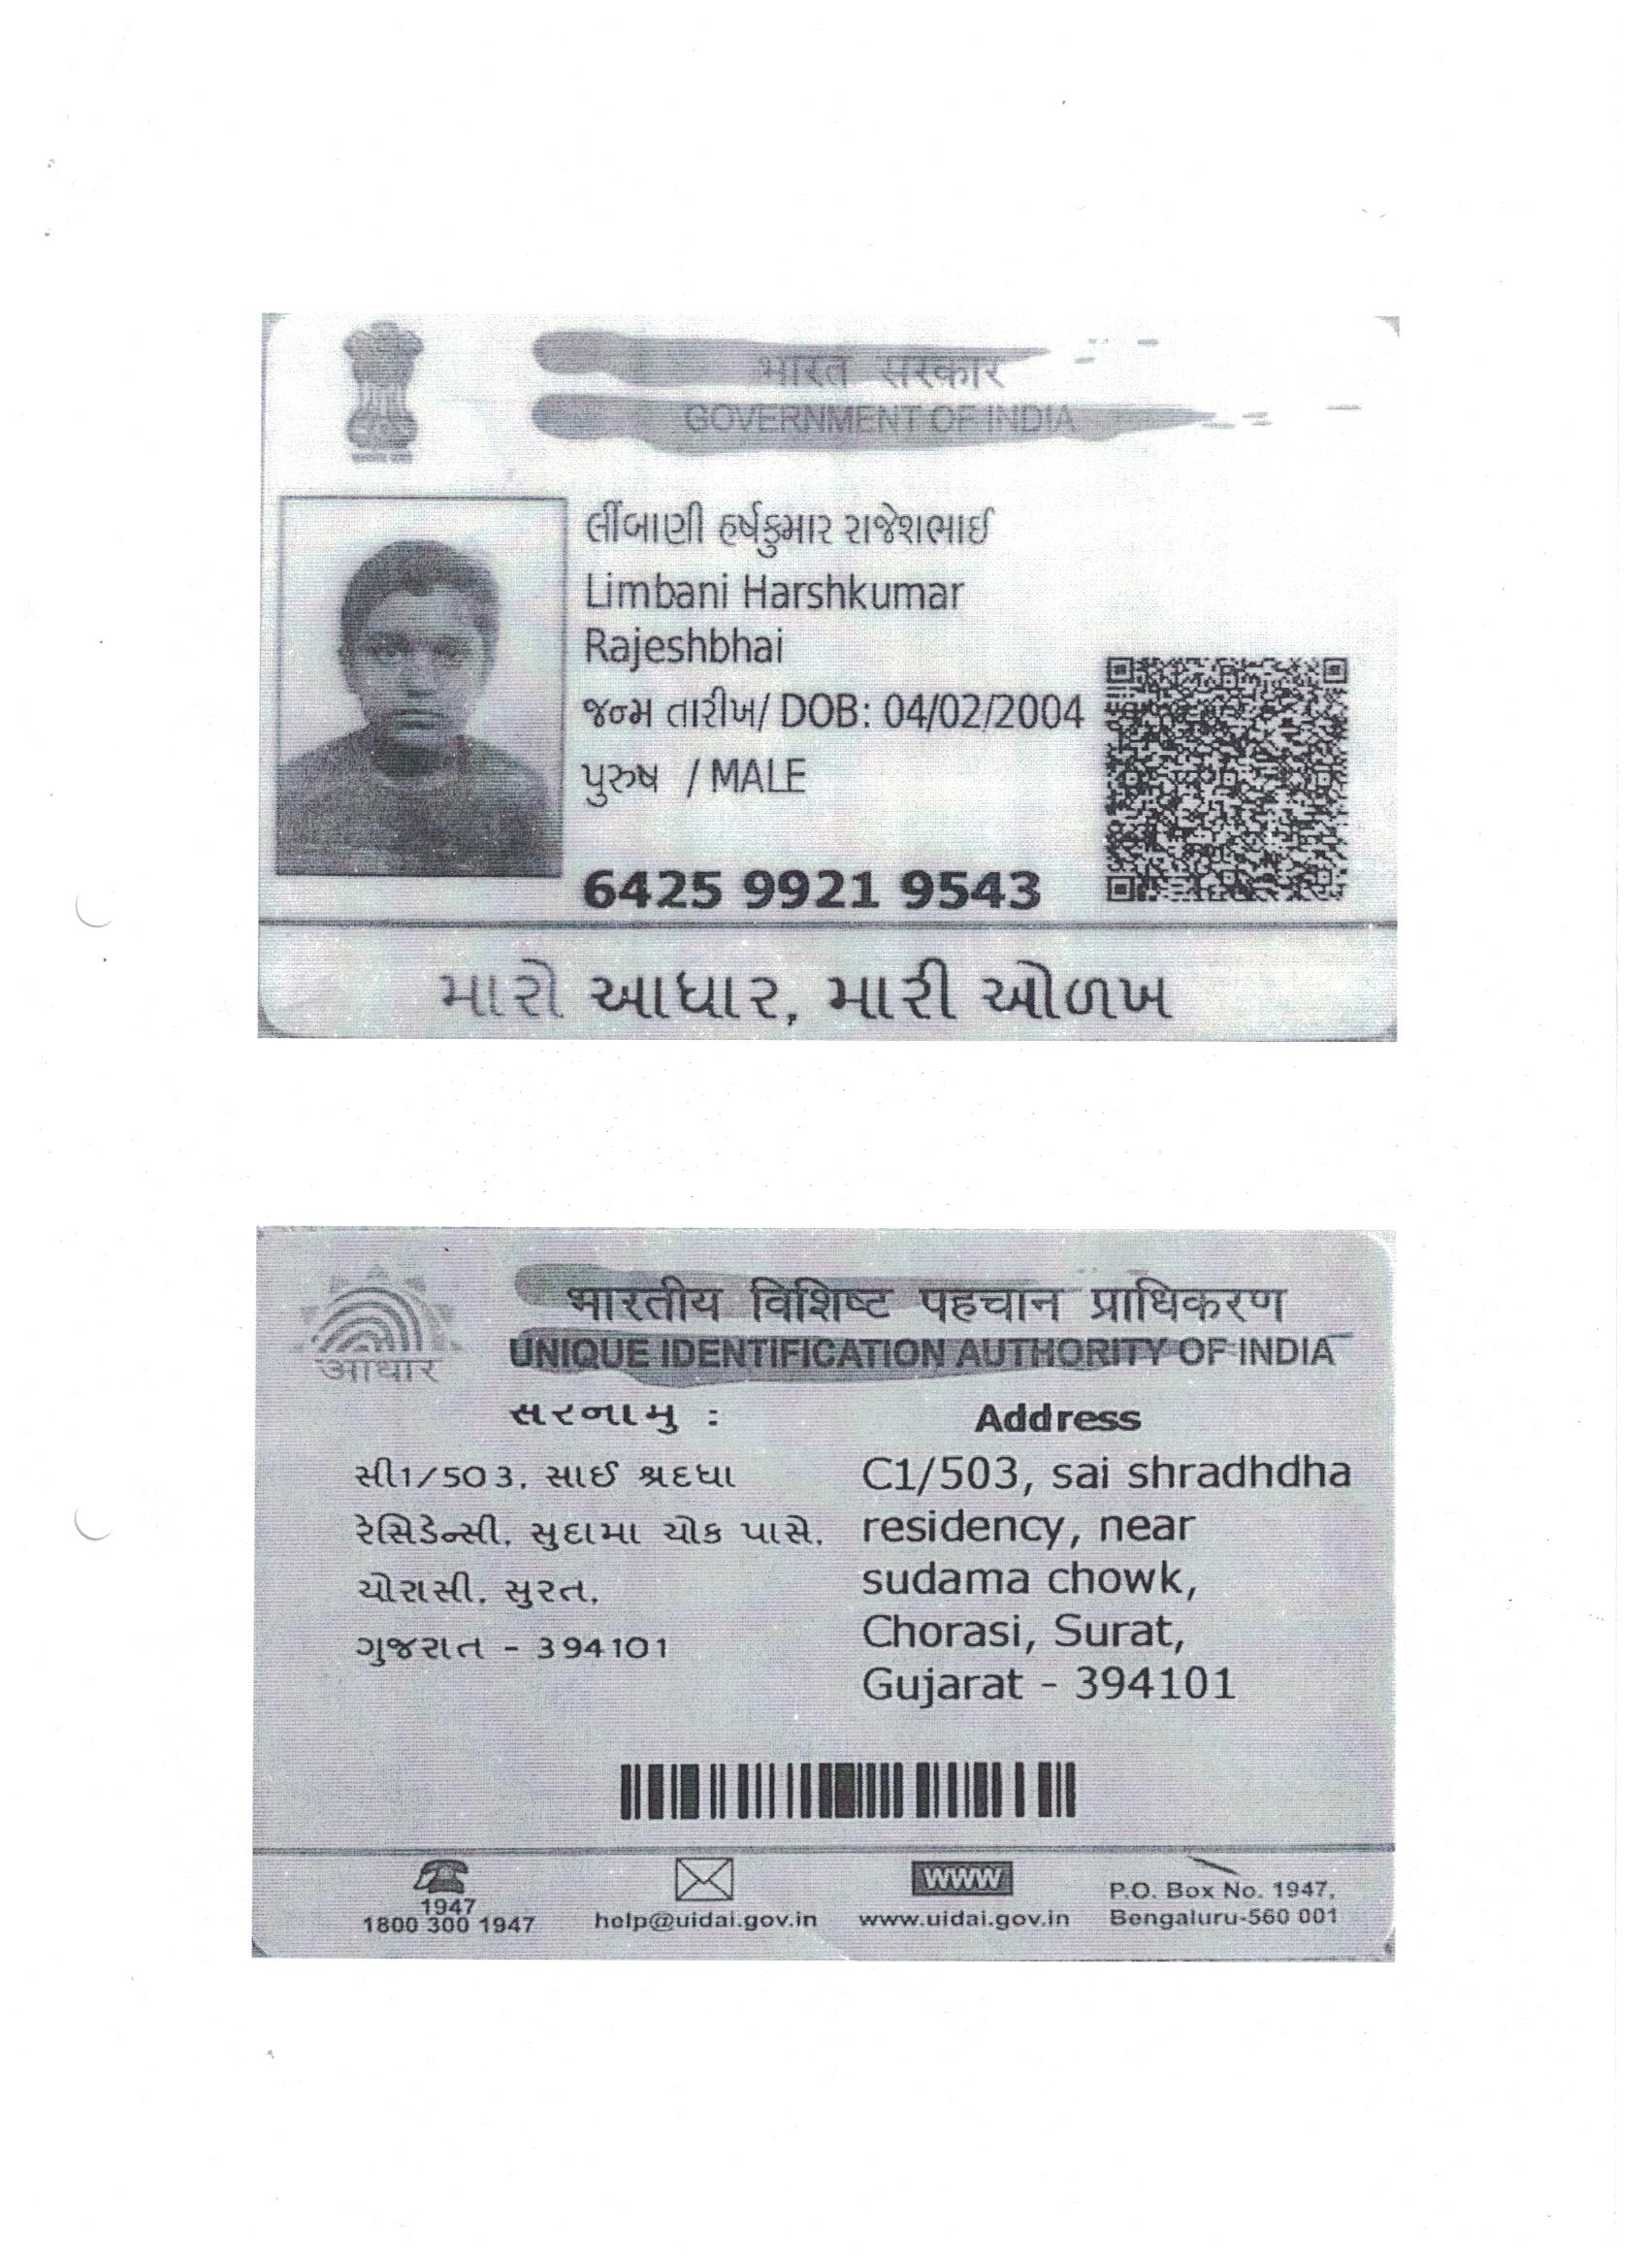 भारत सरकार
GOVERNMENT OF INDIA
લીંબાણી હર્ષકુમાર રાજેશભાઈ
Limbani Harshkumar
Rajeshbhai
જન્મ તારીખ/ DOB: 04/02/2004
પુરુષ / MALE
6425 9921 9543
મારો આધાર, મારી ઓળખ
भारतीय विशिष्ट पहचान प्राधिकरण
UNIQUE IDENTIFICATION AUTHORITY OF INDIA
आधार
સરનામુ :
સી1/503, સાઈ શ્રદધા
રેસિડેન્સી, સુદામા ચોક પાસે,
ચોરાસી, સુરત,
ગુજરાત - 394101
Address
C1/503, sai shradhdha
residency, near
sudama chowk,
Chorasi, Surat,
Gujarat - 394101
1947
1800 300 1947
help@uidai.gov.in
WWW
www.uidai.gov.in
P.O. Box No. 1947,
Bengaluru-560 001